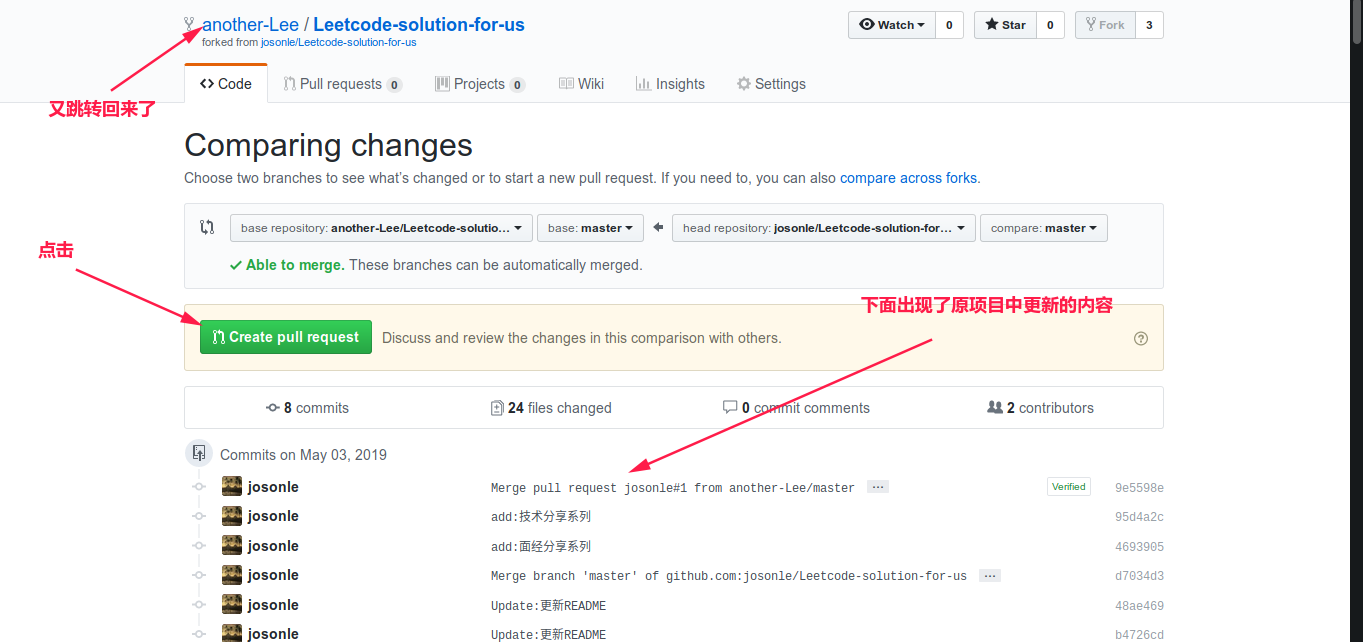 another-Lee / Leetcode-solution-for-us
forked from josonle/Leetcode-solution-for-us
Watch 0 Star 0 Fork 3
Code Pull requests 0 Projects 0 Wiki Insights Settings
又跳转回来了
Comparing changes
Choose two branches to see what's changed or to start a new pull request. If you need to, you can also compare across forks.
base repository: another-Lee/Leetcode-solutio... base: master head repository: josonle/Leetcode-solution-for... compare: master
点击
Able to merge. These branches can be automatically merged.
下面出现了原项目中更新的内容
Create pull request Discuss and review the changes in this comparison with others.
8 commits 24 files changed 0 commit comments 2 contributors
Commits on May 03, 2019
josonle Merge pull request josonle#1 from another-Lee/master ... Verified 9e5598e
josonle add:技术分享系列 95d4a2c
josonle add:面经分享系列 4693905
josonle Merge branch 'master' of github.com:josonle/Leetcode-solution-for-us ... d7034d3
josonle Update:更新README 48ae469
josonle Update:更新README b4726cd